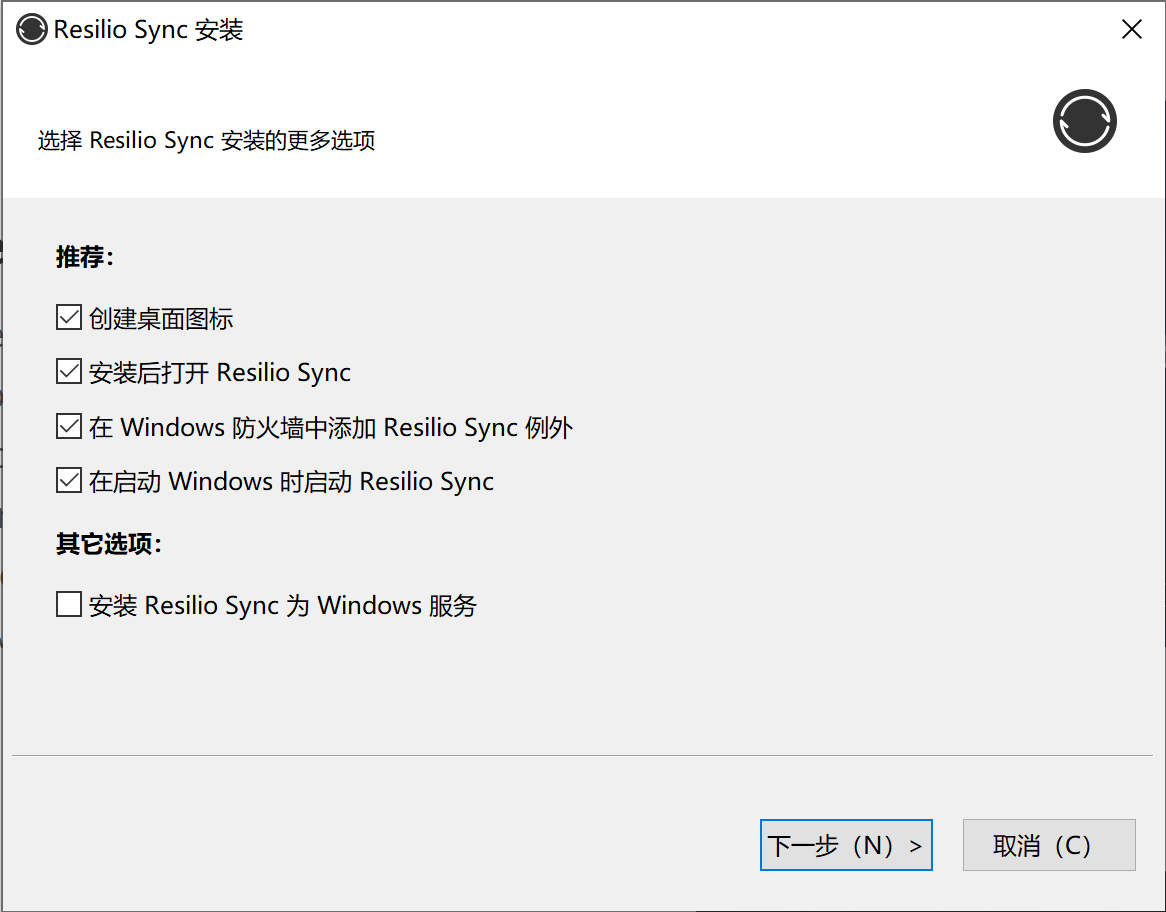 Resilio Sync 安装
选择 Resilio Sync 安装的更多选项
推荐：
创建桌面图标
安装后打开 Resilio Sync
在 Windows 防火墙中添加 Resilio Sync 例外
在启动 Windows 时启动 Resilio Sync
其它选项：
安装 Resilio Sync 为 Windows 服务
下一步（N）>
取消（C）